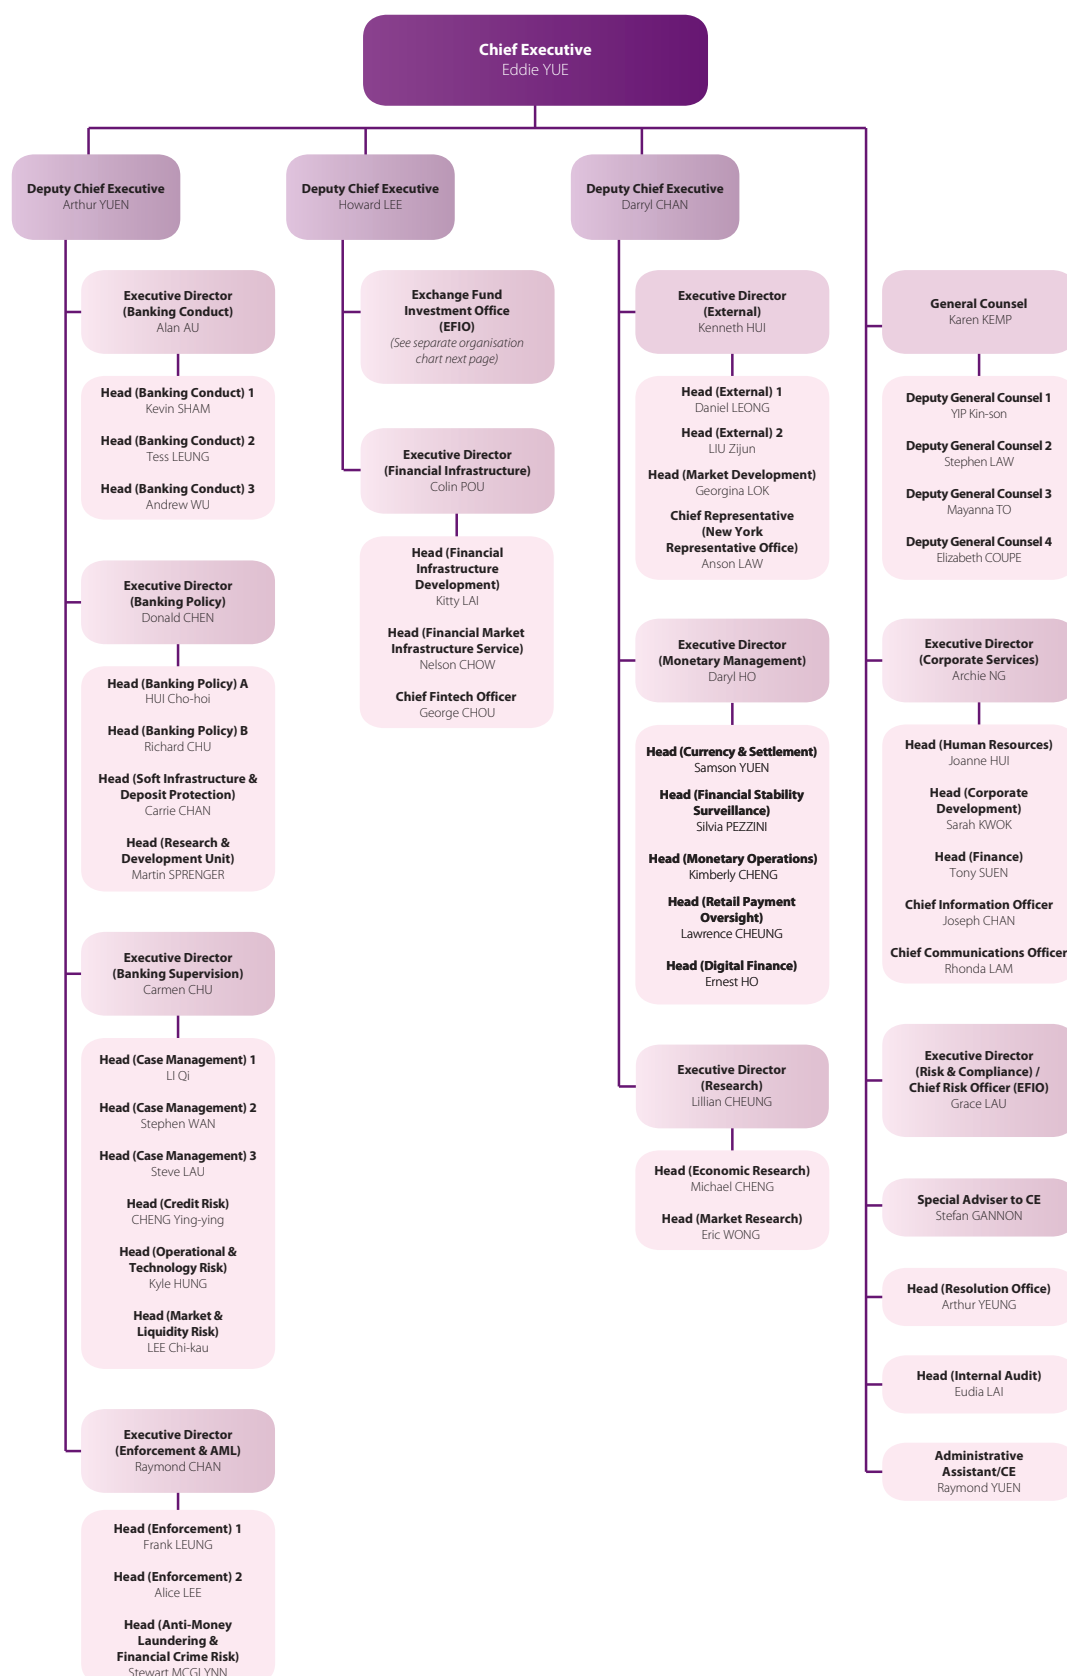 Chief Executive
Eddie YUE
Deputy Chief Executive
Arthur YUEN
Executive Director
(Banking Conduct)
Alan AU
Head (Banking Conduct) 1
Kevin SHAM
Head (Banking Conduct) 2
Tess LEUNG
Head (Banking Conduct) 3
Andrew WU
Executive Director
(Banking Policy)
Donald CHEN
Head (Banking Policy) A
HUI Cho-hoi
Head (Banking Policy) B
Richard CHU
Head (Soft Infrastructure &
Deposit Protection)
Carrie CHAN
Head (Research &
Development Unit)
Martin SPRENGER
Executive Director
(Banking Supervision)
Carmen CHU
Head (Case Management) 1
LI Qi
Head (Case Management) 2
Stephen WAN
Head (Case Management) 3
Steve LAU
Head (Credit Risk)
CHENG Ying-ying
Head (Operational &
Technology Risk)
Kyle HUNG
Head (Market &
Liquidity Risk)
LEE Chi-kau
Executive Director
(Enforcement & AML)
Raymond CHAN
Head (Enforcement) 1
Frank LEUNG
Head (Enforcement) 2
Alice LEE
Head (Anti-Money
Laundering &
Financial Crime Risk)
Stewart MCGLYNN
Deputy Chief Executive
Howard LEE
Exchange Fund
Investment Office
(EFIO)
(See separate organisation
chart next page)
Executive Director
(Financial Infrastructure)
Colin POU
Head (Financial
Infrastructure
Development)
Kitty LAI
Head (Financial Market
Infrastructure Service)
Nelson CHOW
Chief Fintech Officer
George CHOU
Deputy Chief Executive
Darryl CHAN
Executive Director
(External)
Kenneth HUI
Head (External) 1
Daniel LEONG
Head (External) 2
LIU Zijun
Head (Market Development)
Georgina LOK
Chief Representative
(New York
Representative Office)
Anson LAW
Executive Director
(Monetary Management)
Daryl HO
Head (Currency & Settlement)
Samson YUEN
Head (Financial Stability
Surveillance)
Silvia PEZZINI
Head (Monetary Operations)
Kimberly CHENG
Head (Retail Payment
Oversight)
Lawrence CHEUNG
Head (Digital Finance)
Ernest HO
Executive Director
(Research)
Lillian CHEUNG
Head (Economic Research)
Michael CHENG
Head (Market Research)
Eric WONG
General Counsel
Karen KEMP
Deputy General Counsel 1
YIP Kin-son
Deputy General Counsel 2
Stephen LAW
Deputy General Counsel 3
Mayanna TO
Deputy General Counsel 4
Elizabeth COUPE
Executive Director
(Corporate Services)
Archie NG
Head (Human Resources)
Joanne HUI
Head (Corporate
Development)
Sarah KWOK
Head (Finance)
Tony SUEN
Chief Information Officer
Joseph CHAN
Chief Communications Officer
Rhonda LAM
Executive Director
(Risk & Compliance) /
Chief Risk Officer (EFIO)
Grace LAU
Special Adviser to CE
Stefan GANNON
Head (Resolution Office)
Arthur YEUNG
Head (Internal Audit)
Eudia LAI
Administrative
Assistant/CE
Raymond YUEN